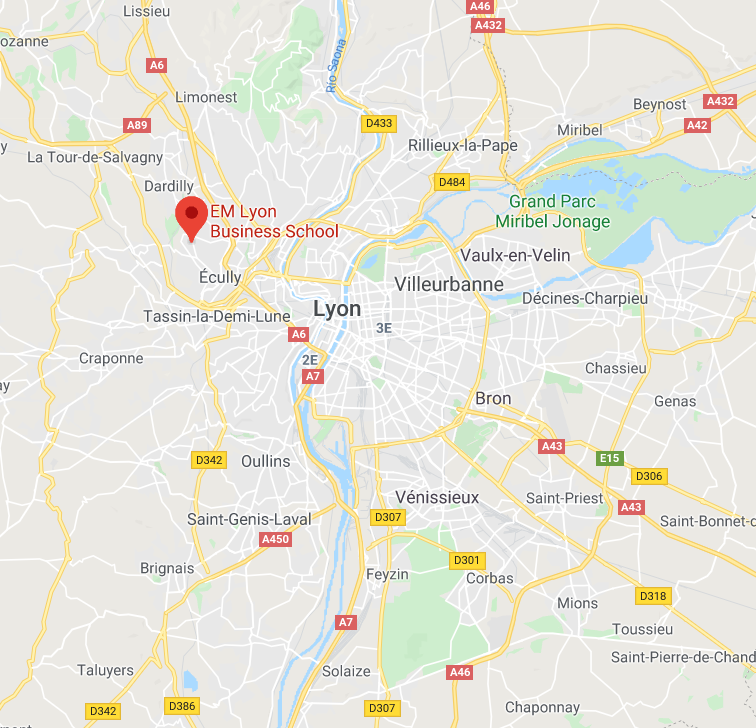 A46
Lissieu
A432
ozanne
Río Saona
A6
Limonest
A432
Beynost
A89
D433
A42
Miribel
Rillieux-la-Pape
y
La Tour-de-Salvagny
Dardilly
D484
Grand Parc
Miribel Jonage
EM Lyon
Business School
Vaulx-en-Velin
Écully
Villeurbanne
Décines-Charpieu
Lyon
Tassin-la-Demi-Lune
3E
A6
Craponne
2E
Chassieu
A7
ay
Bron
Genas
A43
D342
Oullins
E15
D306
Vénissieux
Saint-Priest
A43
Saint-Genis-Laval
D307
Saint-Bonnet-d
A450
D301
Brignais
Feyzin
Corbas
D318
Mions
A7
Toussieu
Saint-Pierre-de-Chand
Taluyers
Solaize
A46
D342
D386
D307
Chaponnay